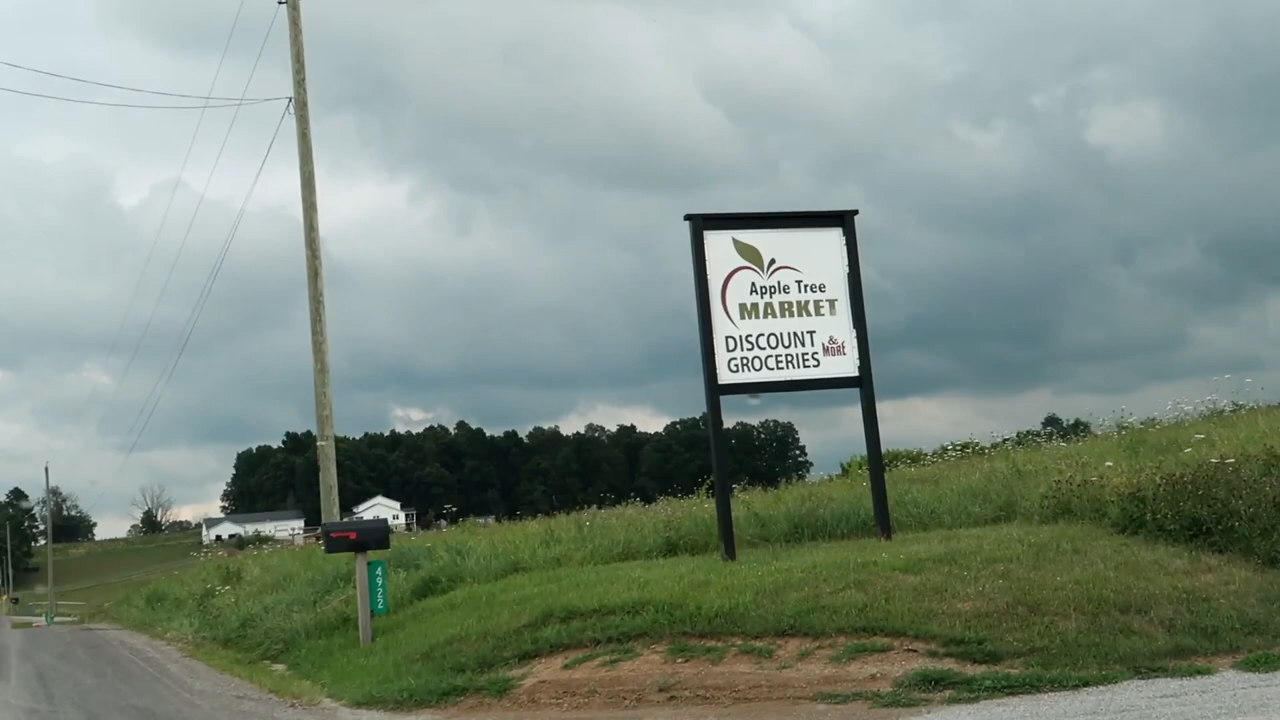 Apple Tree
MARKET
DISCOUNT
GROCERIES
& MORE
4922